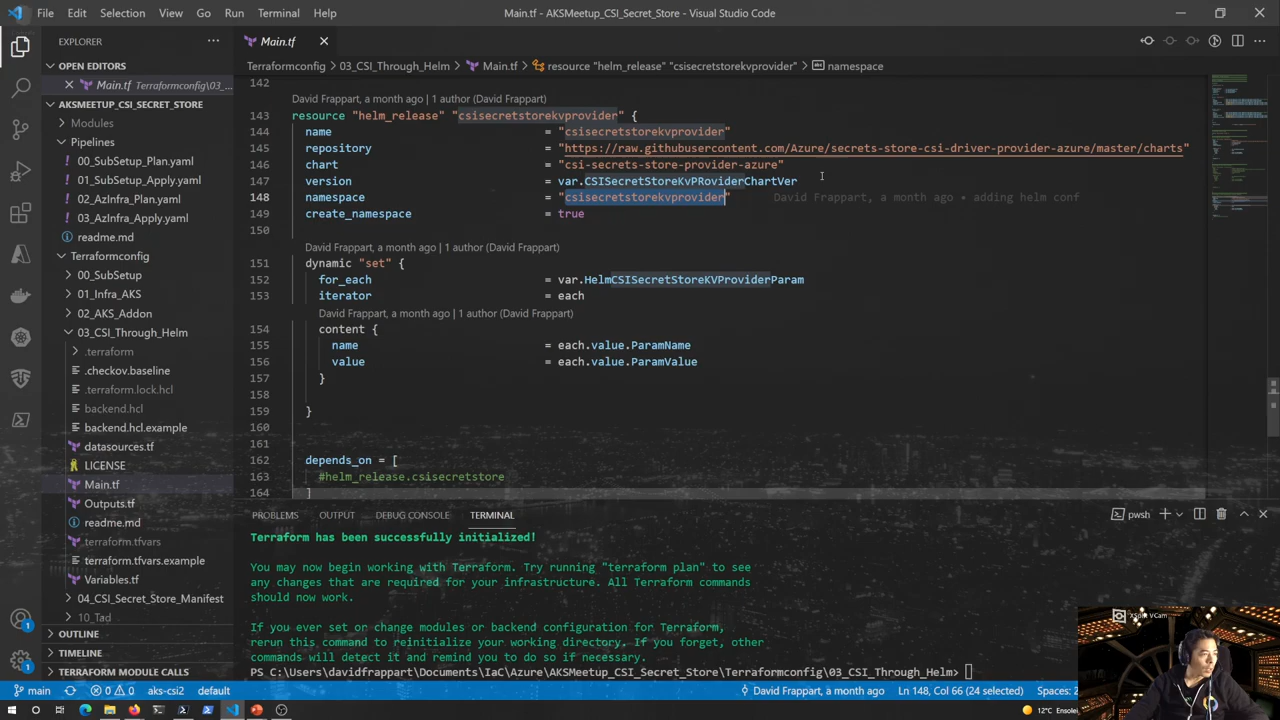 File Edit Selection View Go Run Terminal Help
Main.tf - AKSMeetup_CSI_Secret_Store - Visual Studio Code
EXPLORER
OPEN EDITORS
Main.tf Terraformconfig\03_...
AKSMEETUP_CSI_SECRET_STORE
Modules
Pipelines
00_SubSetup_Plan.yaml
01_SubSetup_Apply.yaml
02_AzInfra_Plan.yaml
03_AzInfra_Apply.yaml
readme.md
Terraformconfig
00_SubSetup
01_Infra_AKS
02_AKS_Addon
03_CSI_Through_Helm
.terraform
.checkov.baseline
.terraform.lock.hcl
backend.hcl
backend.hcl.example
datasources.tf
LICENSE
Main.tf
Outputs.tf
readme.md
terraform.tfvars
terraform.tfvars.example
Variables.tf
04_CSI_Secret_Store_Manifest
10_Tad
OUTLINE
TIMELINE
TERRAFORM MODULE CALLS
Main.tf
Terraformconfig > 03_CSI_Through_Helm > Main.tf > resource "helm_release" "csisecretstorekvprovider" > namespace
142
David Frappart, a month ago | 1 author (David Frappart)
143 resource "helm_release" "csisecretstorekvprovider" {
144 name = "csisecretstorekvprovider"
145 repository = "https://raw.githubusercontent.com/Azure/secrets-store-csi-driver-provider-azure/master/charts"
146 chart = "csi-secrets-store-provider-azure"
147 version = var.CSISecretStoreKvPRoviderChartVer
148 namespace = "csisecretstorekvprovider" David Frappart, a month ago • adding helm conf
149 create_namespace = true
150
David Frappart, a month ago | 1 author (David Frappart)
151 dynamic "set" {
152 for_each = var.HelmCSISecretStoreKVProviderParam
153 iterator = each
David Frappart, a month ago | 1 author (David Frappart)
154 content {
155 name = each.value.ParamName
156 value = each.value.ParamValue
157 }
158
159 }
160
161
162 depends_on = [
163 #helm_release.csisecretstore
164 ]
PROBLEMS OUTPUT DEBUG CONSOLE TERMINAL
pwsh
Terraform has been successfully initialized!
You may now begin working with Terraform. Try running "terraform plan" to see
any changes that are required for your infrastructure. All Terraform commands
should now work.
If you ever set or change modules or backend configuration for Terraform,
rerun this command to reinitialize your working directory. If you forget, other
commands will detect it and remind you to do so if necessary.
PS C:\Users\davidfrappart\Documents\IaC\Azure\AKSMeetup_CSI_Secret_Store\Terraformconfig\03_CSI_Through_Helm>
XSplit VCam
main 0 0 aks-csi2 default
David Frappart, a month ago Ln 148, Col 66 (24 selected) Spaces: 2
12°C Ensolei